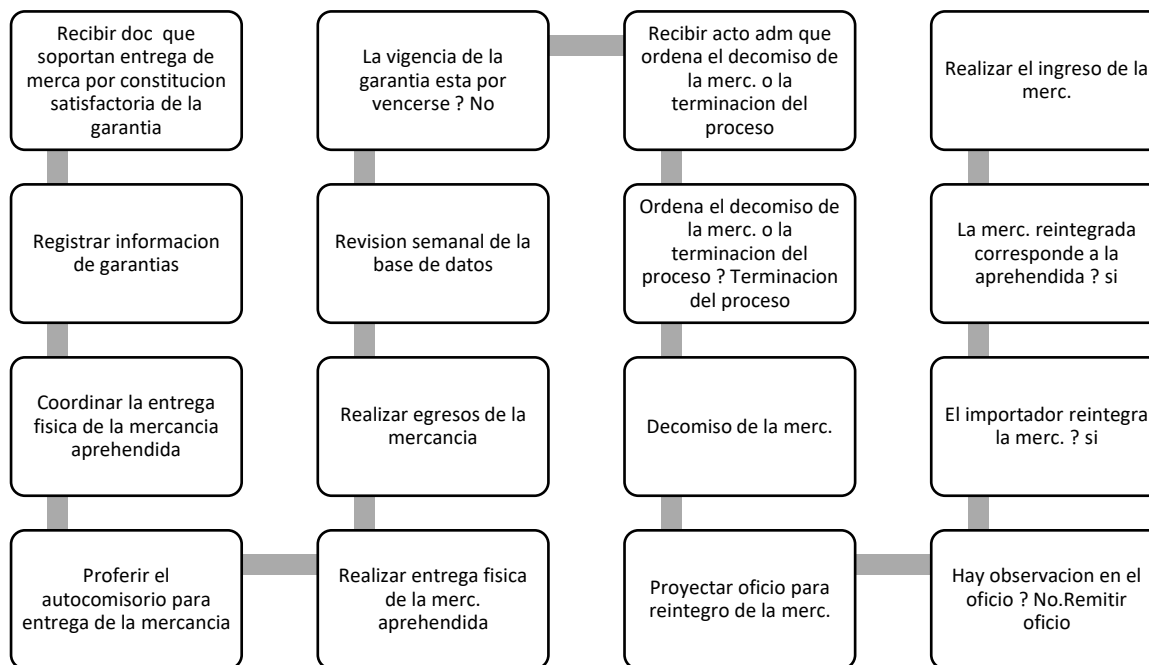 Recibir doc  que
soportan entrega de
merca por constitucion
satisfactoria de la
garantia
Registrar informacion
de garantias
Coordinar la entrega
fisica de la mercancia
aprehendida
Proferir el
autocomisorio para
entrega de la mercancia
Realizar entrega fisica
de la merc.
aprehendida
Realizar egresos de la
mercancia
Revision semanal de la
base de datos
La vigencia de la
garantia esta por
vencerse ? No
Recibir acto adm que
ordena el decomiso de
la merc. o la
terminacion del
proceso
Ordena el decomiso de
la merc. o la
terminacion del
proceso ? Terminacion
del proceso
Decomiso de la merc.
Proyectar oficio para
reintegro de la merc.
Hay observacion en el
oficio ? No.Remitir
oficio
El importador reintegra
la merc. ? si
La merc. reintegrada
corresponde a la
aprehendida ? si
Realizar el ingreso de la
merc.